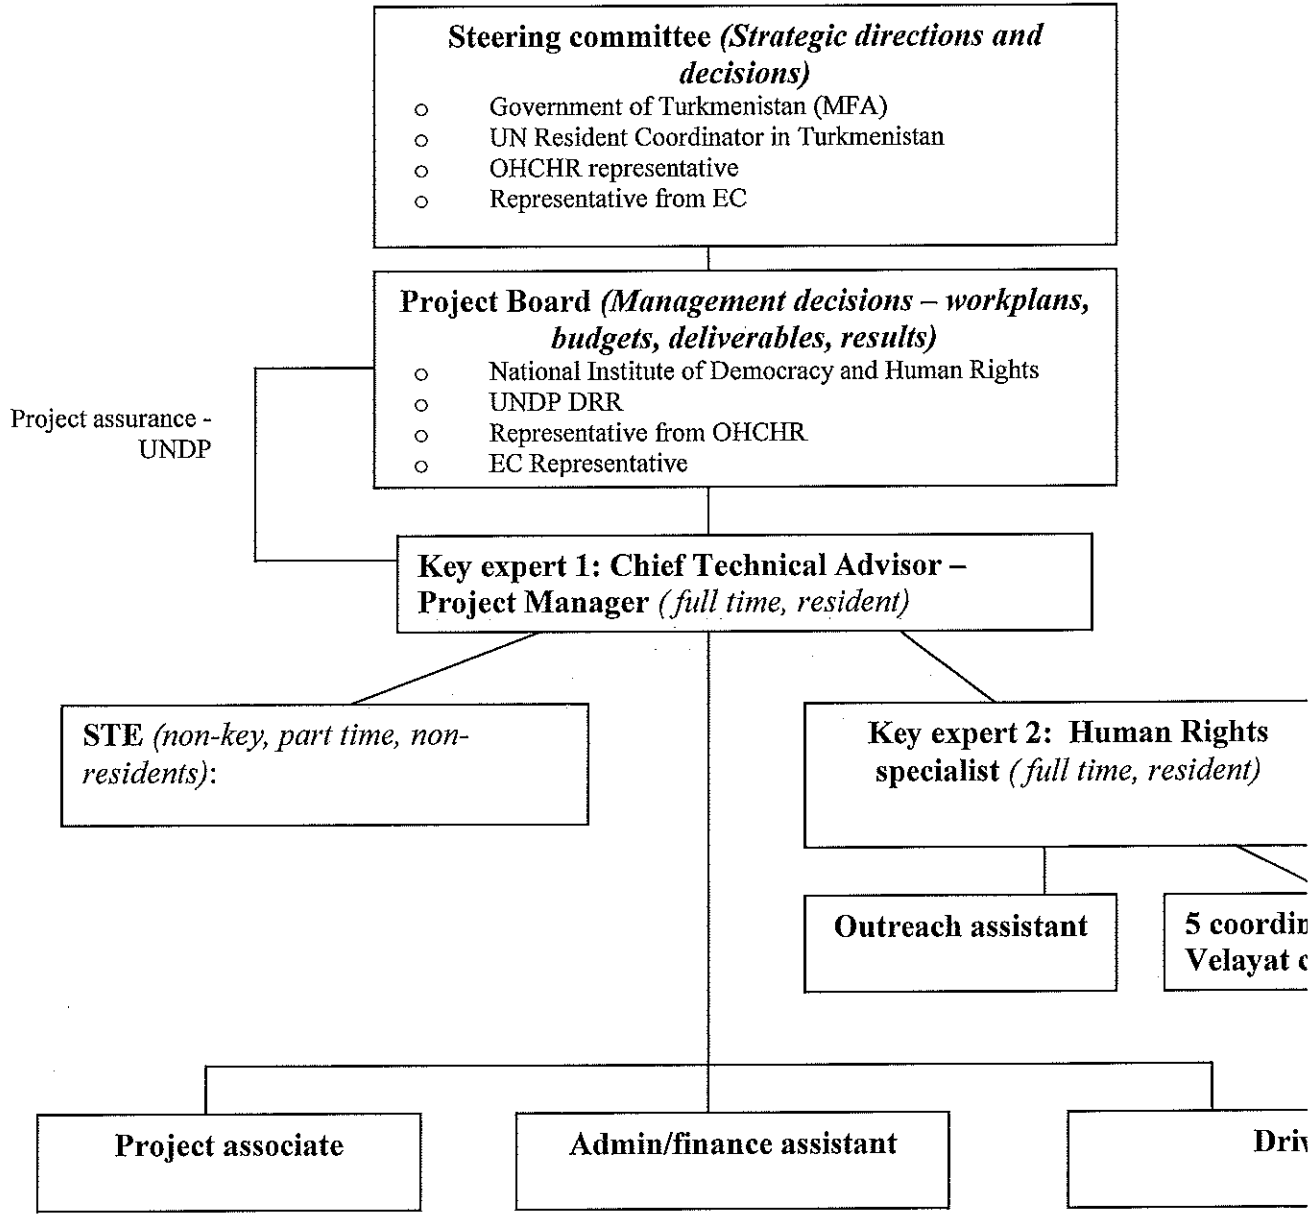 Steering committee (Strategic directions and
decisions)
o Government of Turkmenistan (MFA)
o UN Resident Coordinator in Turkmenistan
o OHCHR representative
o Representative from EC
Project Board (Management decisions – workplans,
budgets, deliverables, results)
o National Institute of Democracy and Human Rights
o UNDP DRR
o Representative from OHCHR
o EC Representative
Project assurance -
UNDP
Key expert 1: Chief Technical Advisor –
Project Manager (full time, resident)
STE (non-key, part time, non-
residents):
Key expert 2: Human Rights
specialist (full time, resident)
Outreach assistant
5
Velayat
Project associate
Admin/finance assistant